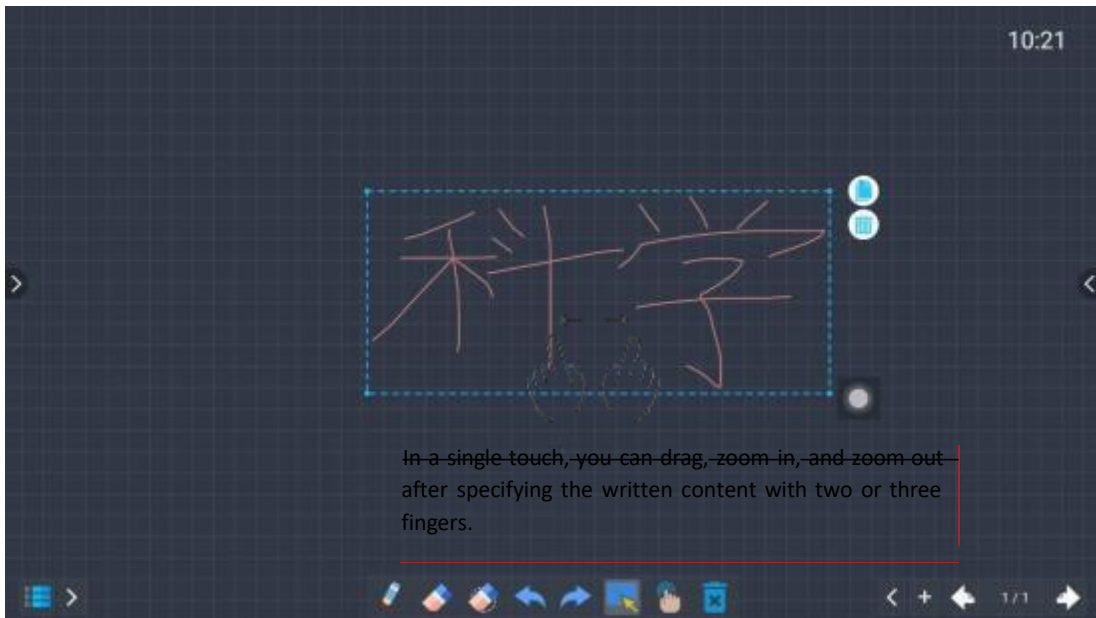 10:21
科学
In a single touch, you can drag, zoom in, and zoom out
after specifying the written content with two or three
fingers.
1/1